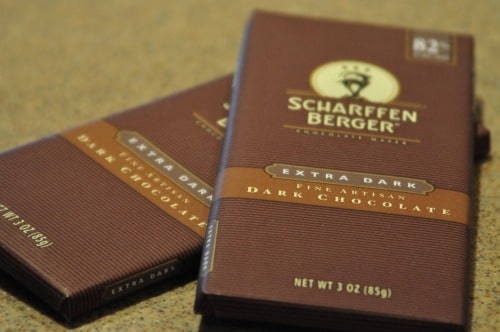 82%
SCHARFFEN
BERGER
CHOCOLATE MAKER
EXTRA DARK
FINE ARTISAN
DARK CHOCOLATE
NET WT 3 OZ (85g)
EXTRA DARK
FINE ARTISAN
DARK CHOCOLATE
NET WT 3 OZ (85g)
EXTRA DARK